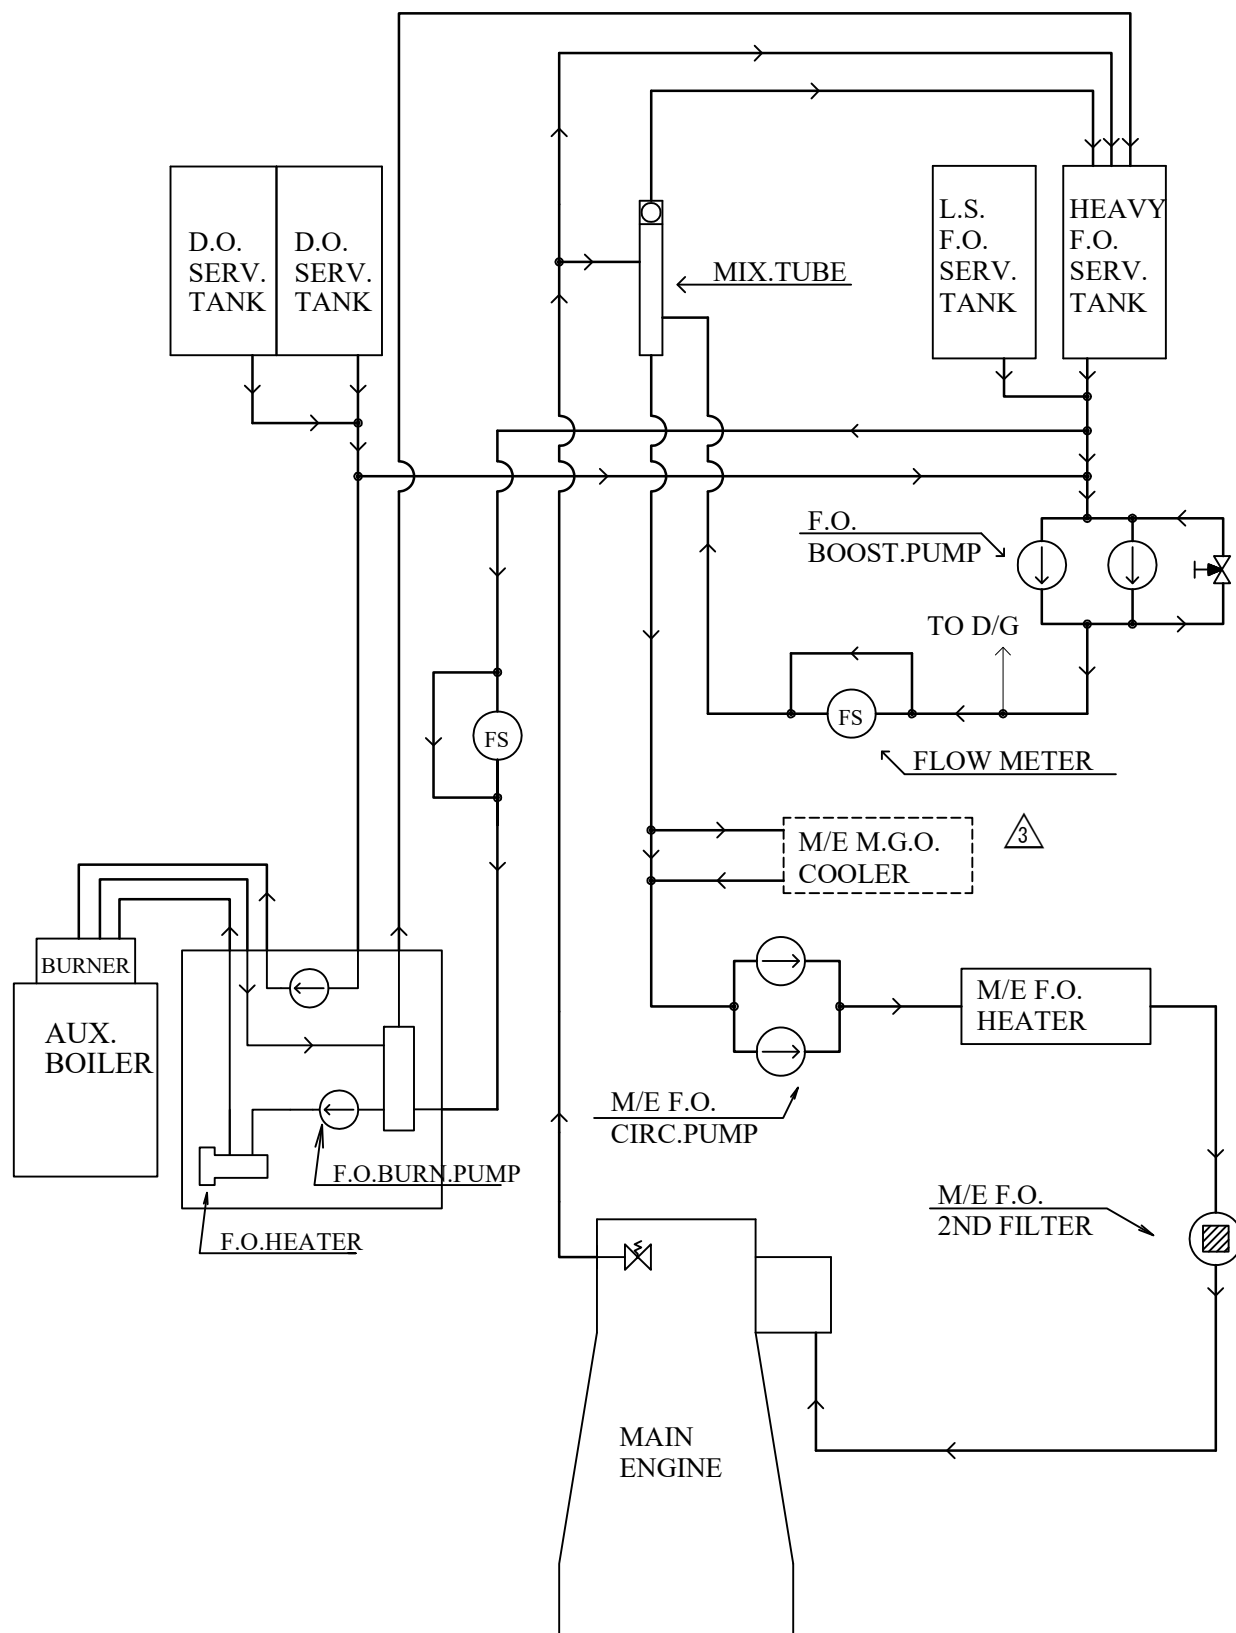 D.O.
SERV.
TANK
D.O.
SERV.
TANK
MIX.TUBE
L.S.
F.O.
SERV.
TANK
HEAVY
F.O.
SERV.
TANK
F.O.
BOOST.PUMP
TO D/G
FS
FLOW METER
FS
M/E M.G.O.
COOLER
3
BURNER
AUX.
BOILER
M/E F.O.
HEATER
M/E F.O.
CIRC.PUMP
F.O.BURN.PUMP
F.O.HEATER
M/E F.O.
2ND FILTER
MAIN
ENGINE